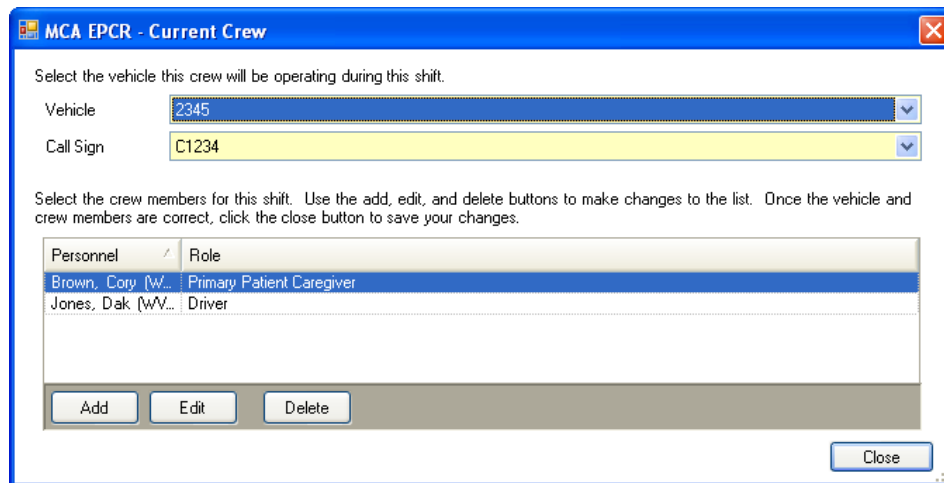 MCA EPCR - Current Crew
Select the vehicle this crew will be operating during this shift.
Vehicle 2345
Call Sign C1234
Select the crew members for this shift. Use the add, edit, and delete buttons to make changes to the list. Once the vehicle and
crew members are correct, click the close button to save your changes.
Personnel Role
Brown, Cory (W... Primary Patient Caregiver
Jones, Dak (WV... Driver
Add Edit Delete
Close